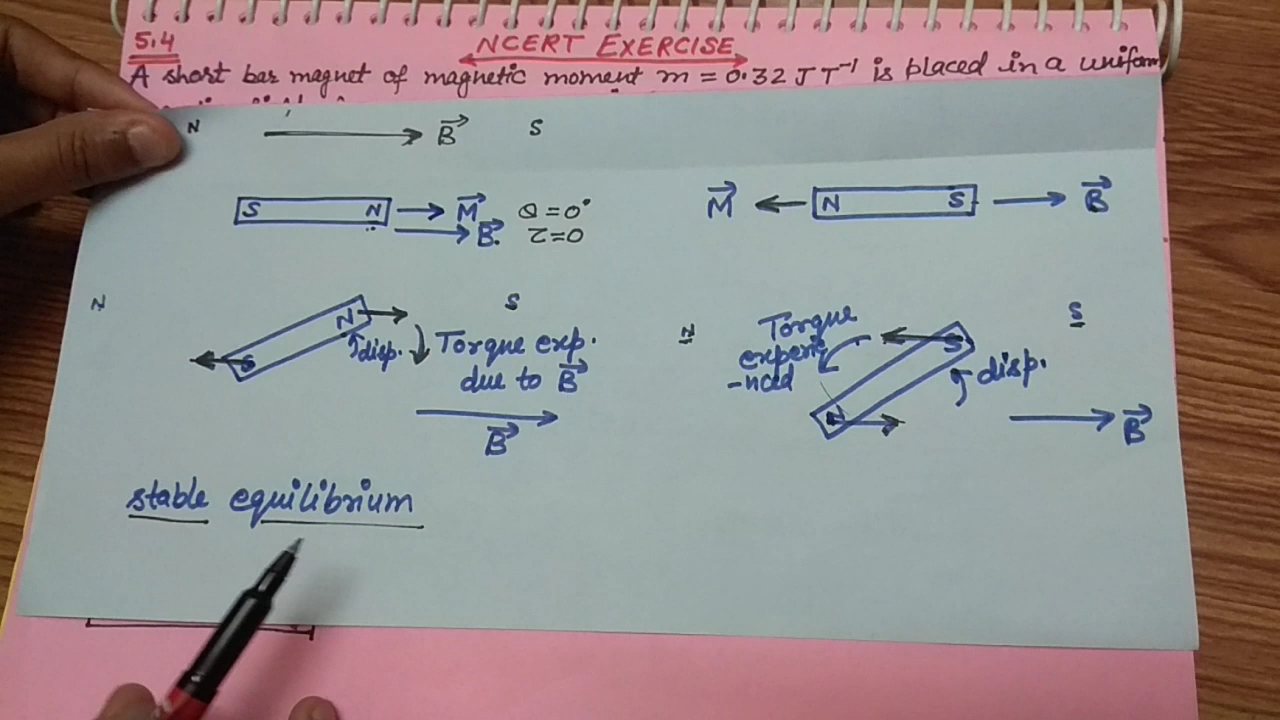 5.4
NCERT EXERCISE
A short bar magnet of magnetic moment m = 0.32 J T⁻¹ is placed in a uniform
N B⃗ S
S N M⃗ θ = 0°
B⃗. τ=0
M⃗ N S B⃗
N S
N disp. Torque exp.
S due to B⃗
B⃗
N Torque S
experie
-nced
S disp.
N B⃗
stable equilibrium